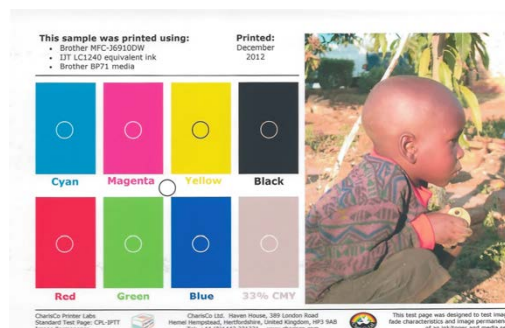 This sample was printed using:
• Brother MFC-J6910DW
• IJT LC1240 equivalent ink
• Brother BP71 media
Printed:
December
2012
Cyan Magenta Yellow Black
Red Green Blue 33% CMY
CharisCo Printer Labs
Standard Test Page: CPL-IPTT
CharisCo Ltd. Haven House, 389 London Road
Hemel Hempstead, Hertfordshire, United Kingdom, HP3 9AB
This test page was designed to test
fade characteristics and image